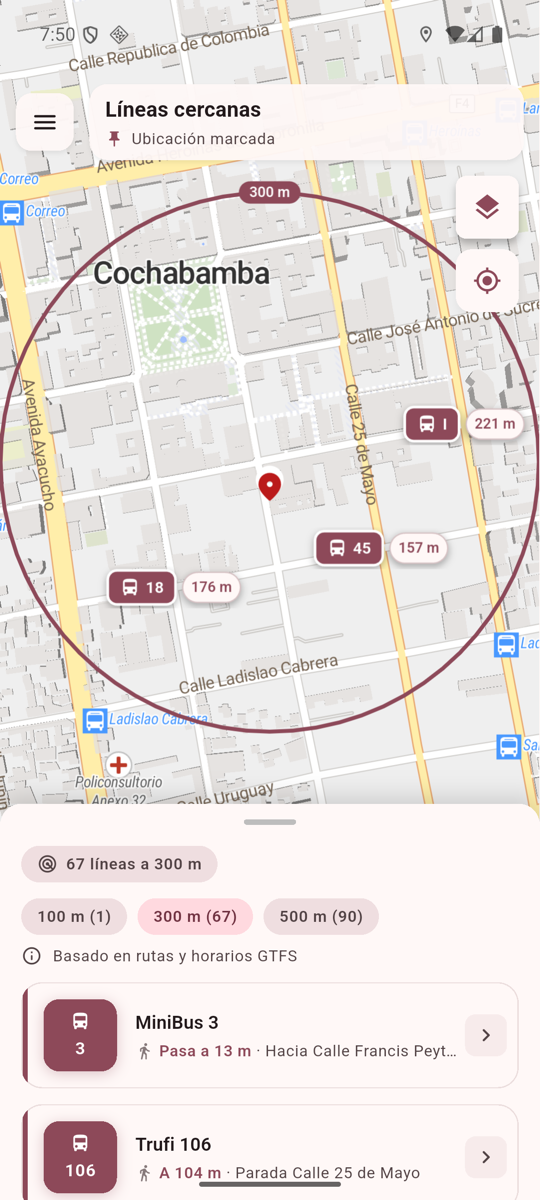 7:50
Calle Republica de Colombia
Líneas cercanas
F4
Ubicación marcada
Correo
Correo
300 m
Cochabamba
Calle José Antonio de Sucre
Avenida Ayacucho
Calle 25 de Mayo
I 221 m
45 157 m
18 176 m
Calle Ladislao Cabrera
Ladislao Cabrera
Policonsultorio
Anexo 32
Calle Uruguay
67 líneas a 300 m
100 m (1) 300 m (67) 500 m (90)
Basado en rutas y horarios GTFS
MiniBus 3
3
Pasa a 13 m · Hacia Calle Francis Peyt…
Trufi 106
106
A 104 m · Parada Calle 25 de Mayo